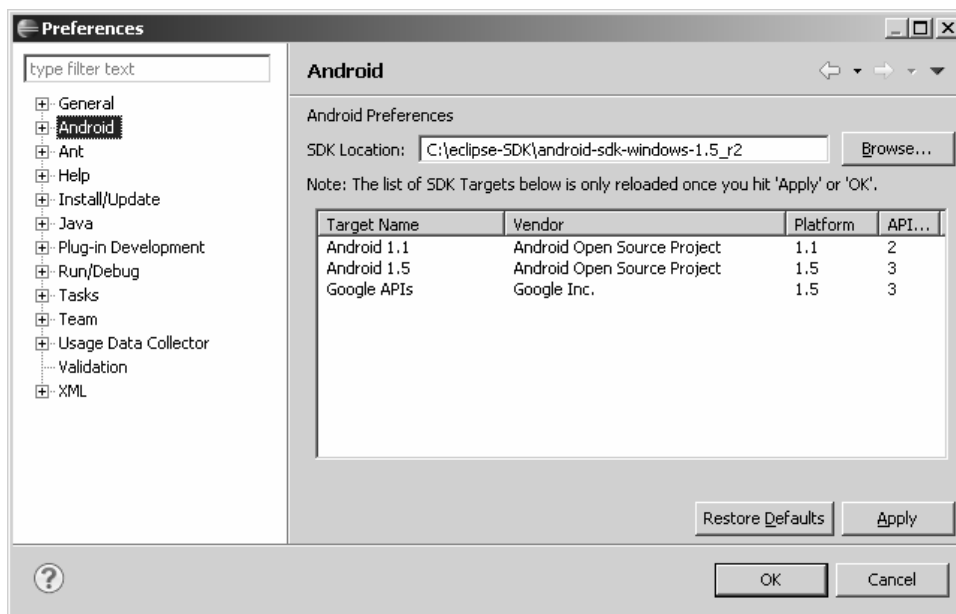 Preferences
type filter text
General
Android
Ant
Help
Install/Update
Java
Plug-in Development
Run/Debug
Tasks
Team
Usage Data Collector
Validation
XML
Android
Android Preferences
SDK Location: C:\eclipse-SDK\android-sdk-windows-1.5_r2 Browse...
Note: The list of SDK Targets below is only reloaded once you hit 'Apply' or 'OK'.
Target Name Vendor Platform API...
Android 1.1 Android Open Source Project 1.1 2
Android 1.5 Android Open Source Project 1.5 3
Google APIs Google Inc. 1.5 3
Restore Defaults Apply
? OK Cancel